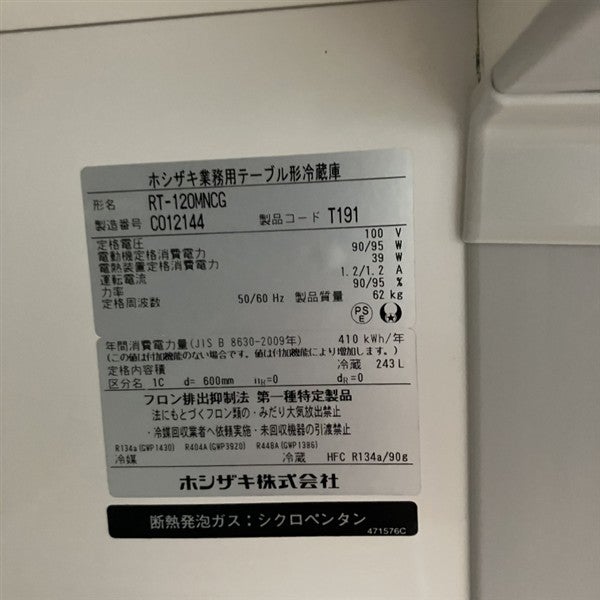 ホシザキ業務用テーブル形冷蔵庫
形名 RT-120MNCG
製造番号 C012144 製品コード T191
定格電圧 100 V
電動機定格消費電力 90/95 W
電熱装置定格消費電力 39 W
運転電流 1.2/1.2 A
力率 90/95 %
定格周波数 50/60 Hz 製品質量 62 kg
PS E
年間消費電力量(JIS B 8630-2009年) 410 kWh/年
(この値は付加機能のない場合です。値は付加機能により増加します。)
定格内容積 冷蔵 243 L
区分名 1C d= 600mm nR=0 dR=0
フロン排出抑制法 第一種特定製品
法にもとづくフロン類の・みだり大気放出禁止
・冷媒回収業者へ依頼実施・未回収機器の引渡禁止
R134a(GWP1430) R404A(GWP3920) R448A(GWP1386)
冷媒 冷蔵 HFC R134a/90g
ホシザキ株式会社
断熱発泡ガス：シクロペンタン
471576C